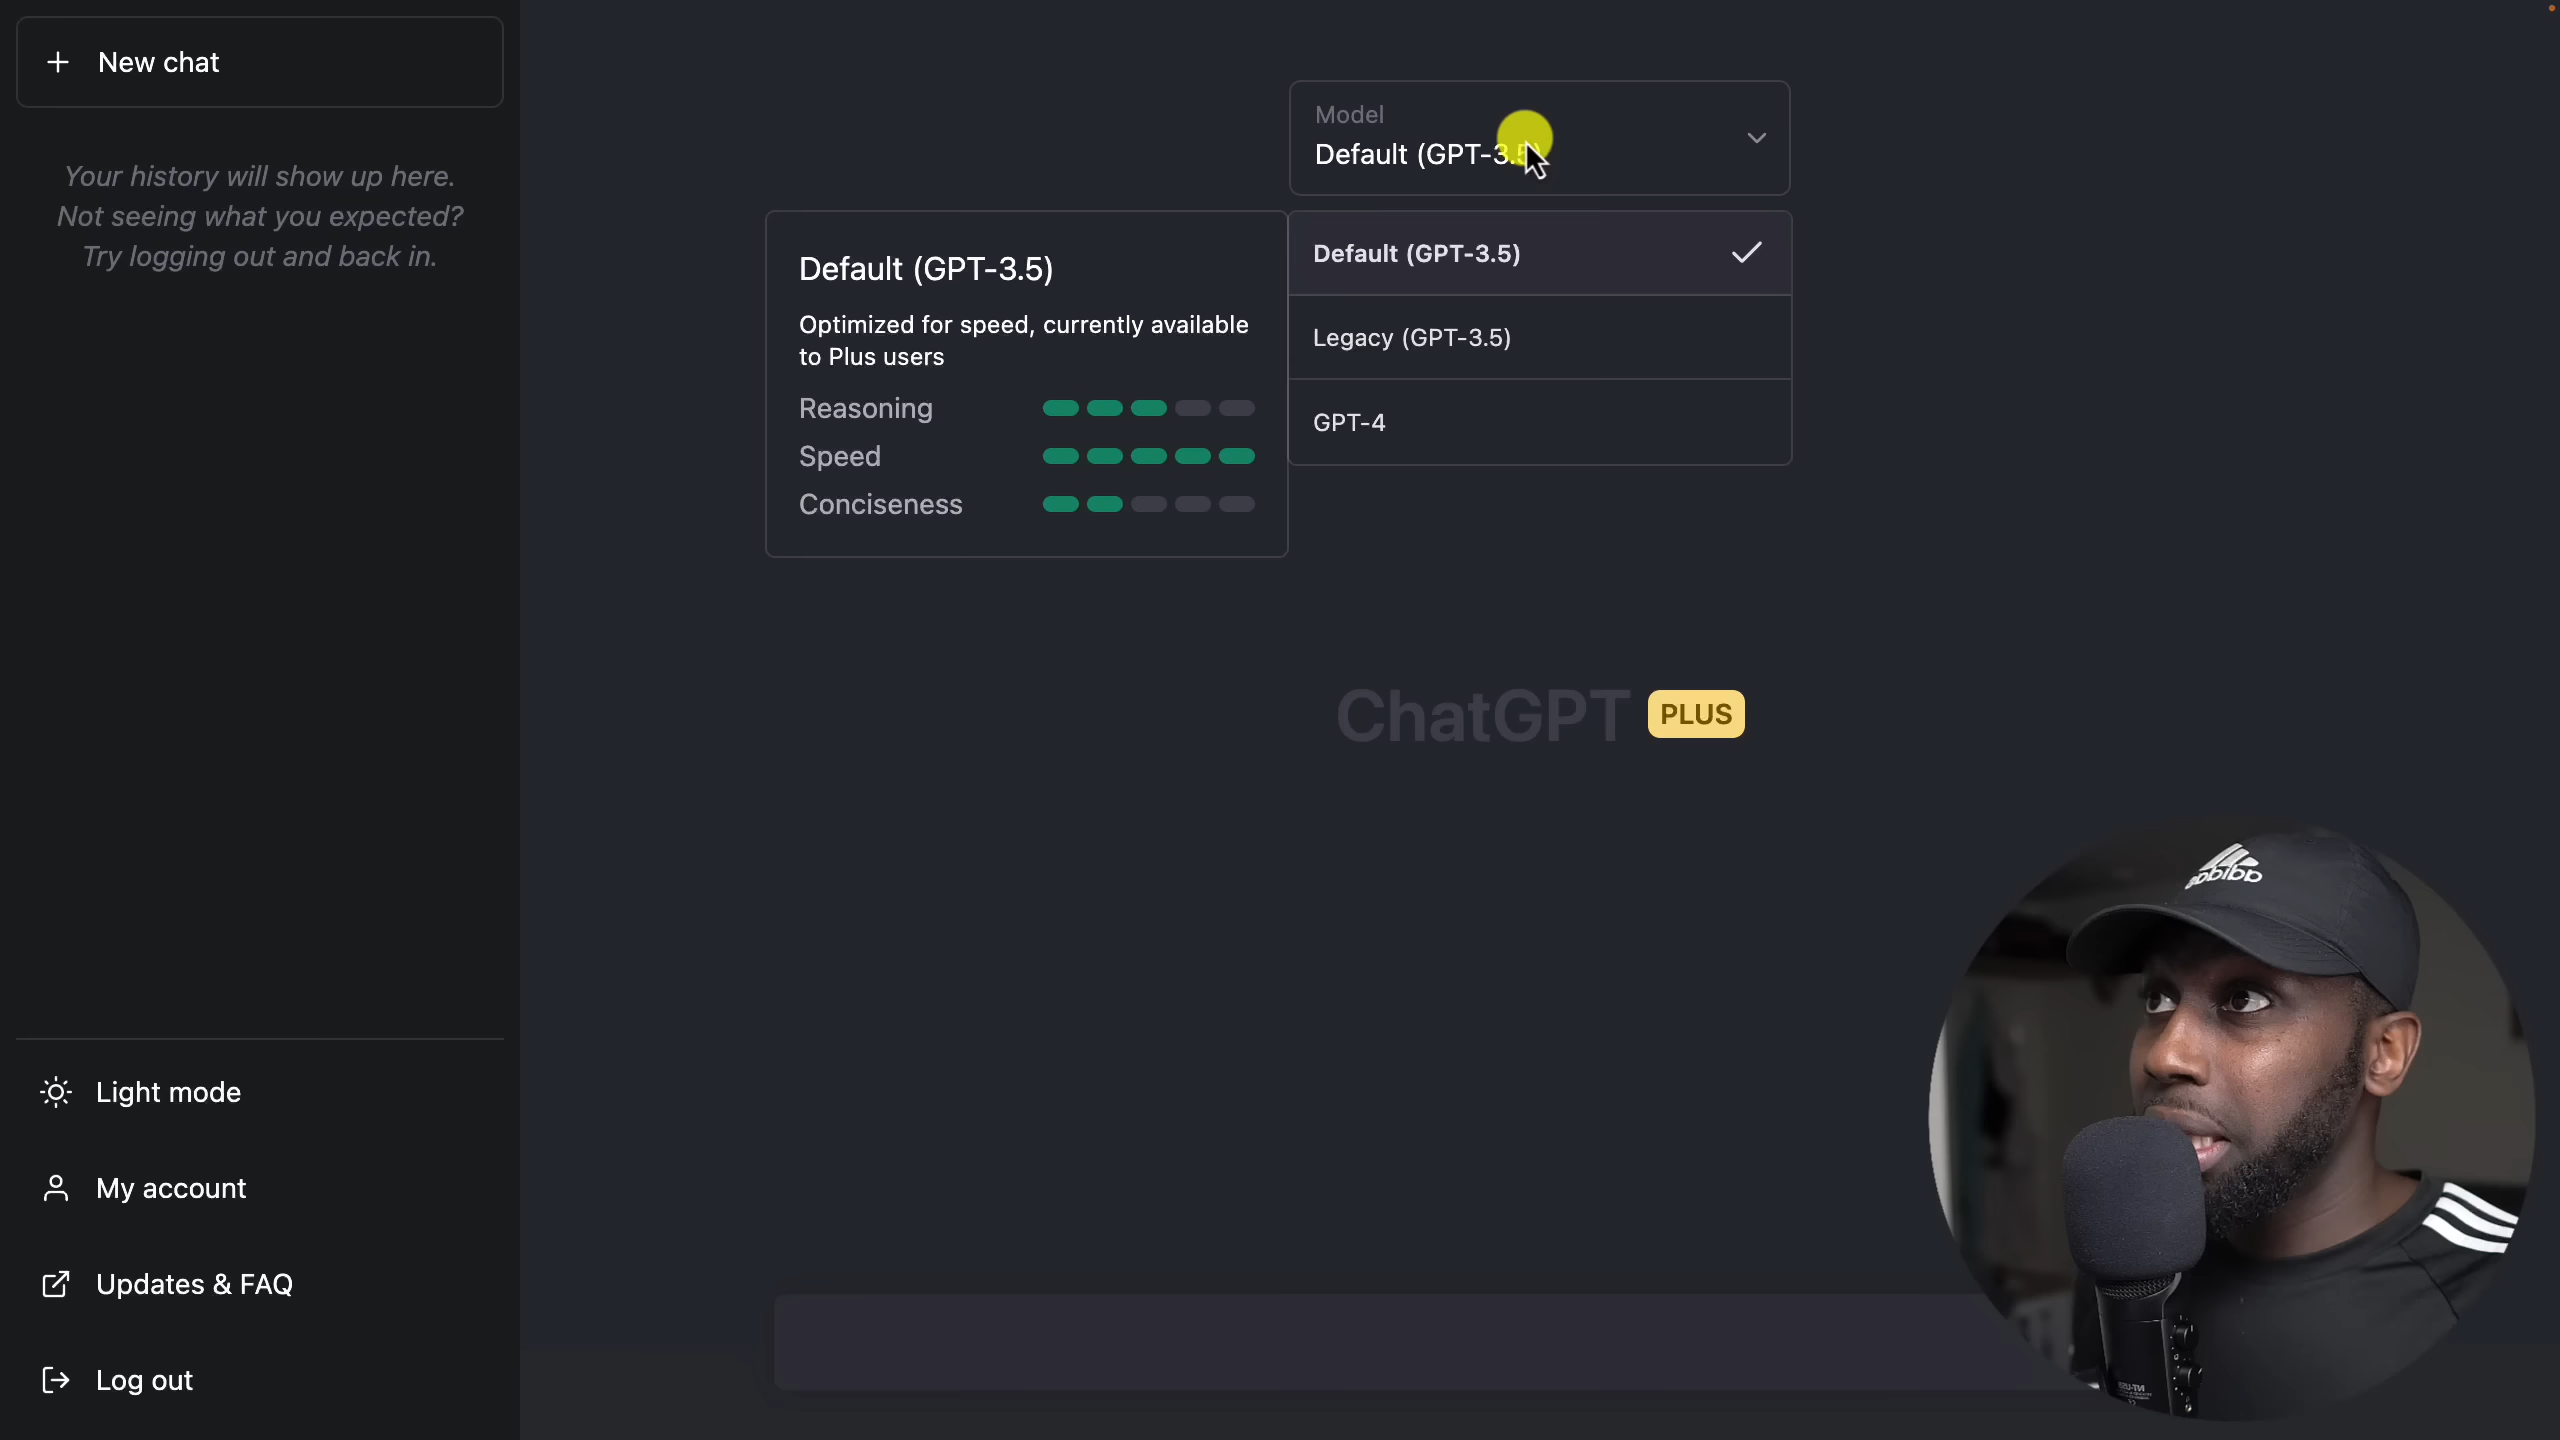 New chat
Your history will show up here.
Not seeing what you expected?
Try logging out and back in.
Model
Default (GPT-3.5)
Default (GPT-3.5)
Legacy (GPT-3.5)
GPT-4
Default (GPT-3.5)
Optimized for speed, currently available
to Plus users
Reasoning
Speed
Conciseness
ChatGPT PLUS
adidas
Light mode
My account
Updates & FAQ
Log out
NT-USB